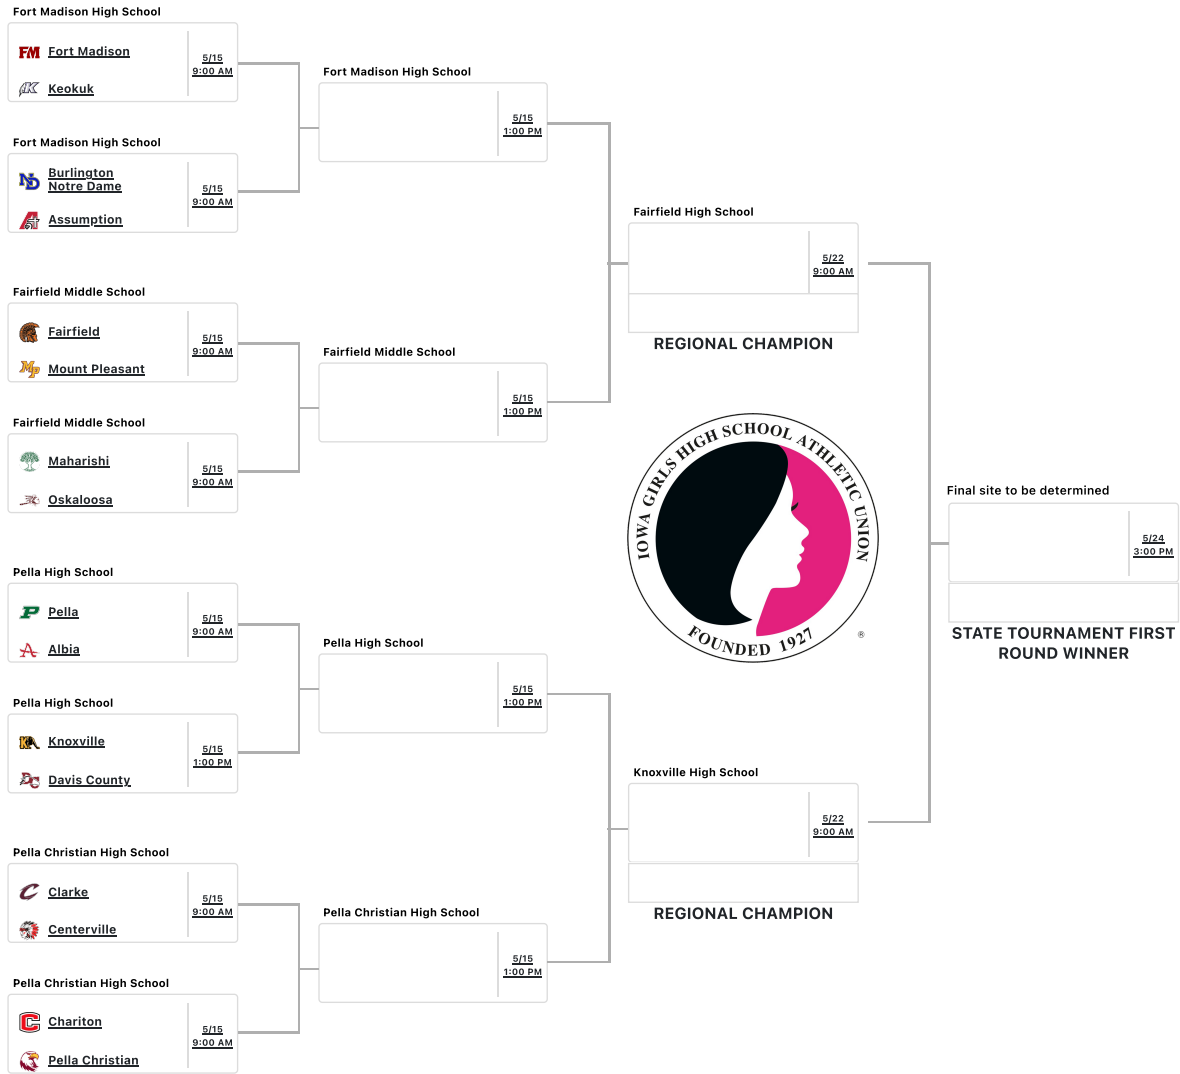 Fort Madison High School
FM Fort Madison
Keokuk
5/15
9:00 AM
Fort Madison High School
Burlington
Notre Dame
Assumption
5/15
9:00 AM
Fort Madison High School
5/15
1:00 PM
Fairfield Middle School
Fairfield
MP Mount Pleasant
5/15
9:00 AM
Fairfield Middle School
Maharishi
Oskaloosa
5/15
9:00 AM
Fairfield Middle School
5/15
1:00 PM
Fairfield High School
5/22
9:00 AM
REGIONAL CHAMPION
Pella High School
P Pella
A Albia
5/15
9:00 AM
Pella High School
Knoxville
DC Davis County
5/15
1:00 PM
Pella High School
5/15
1:00 PM
Pella Christian High School
C Clarke
Centerville
5/15
9:00 AM
Pella Christian High School
C Chariton
Pella Christian
5/15
9:00 AM
Pella Christian High School
5/15
1:00 PM
Knoxville High School
5/22
9:00 AM
REGIONAL CHAMPION
IOWA GIRLS HIGH SCHOOL ATHLETIC UNION
FOUNDED 1927
®
Final site to be determined
5/24
3:00 PM
STATE TOURNAMENT FIRST
ROUND WINNER